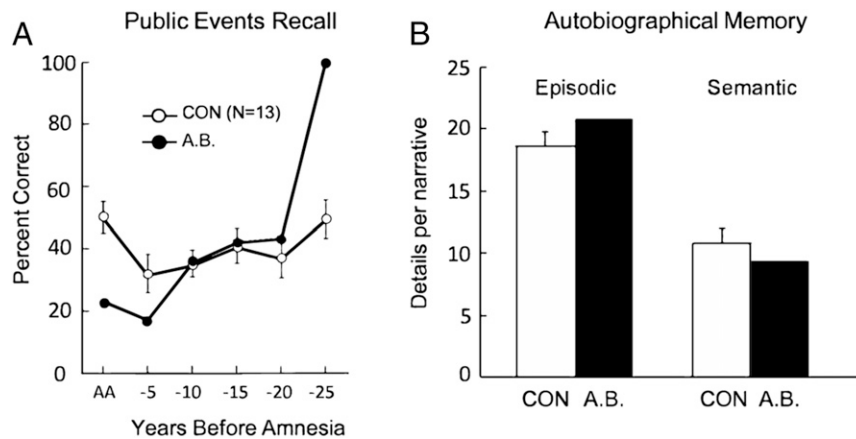 A
Public Events Recall
100
80
60
40
20
0
Percent Correct
CON (N=13)
A.B.
AA -5 -10 -15 -20 -25
Years Before Amnesia
B
Autobiographical Memory
25
20
15
10
5
0
Details per narrative
Episodic Semantic
CON A.B. CON A.B.